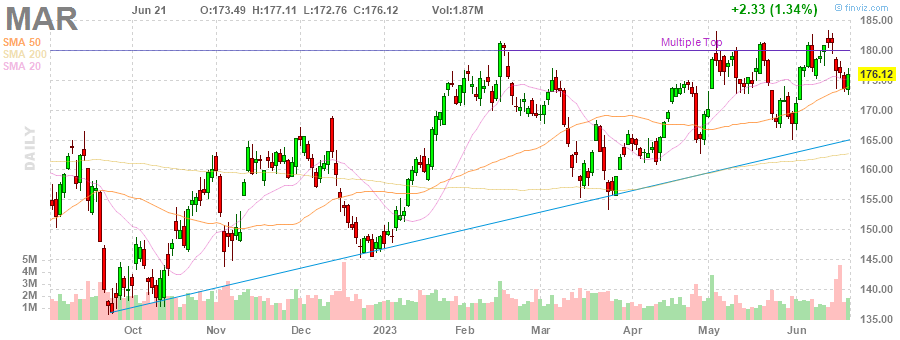 MAR
Jun 21 O:173.49 H:177.11 L:172.76 C:176.12 Vol:1.87M +2.33 (1.34%)
© finviz.com
SMA 50
SMA 200
SMA 20
Multiple Top
DAILY
185.00
180.00
176.12
175.00
170.00
165.00
160.00
155.00
150.00
145.00
140.00
135.00
5M
4M
3M
2M
1M
Oct Nov Dec 2023 Feb Mar Apr May Jun